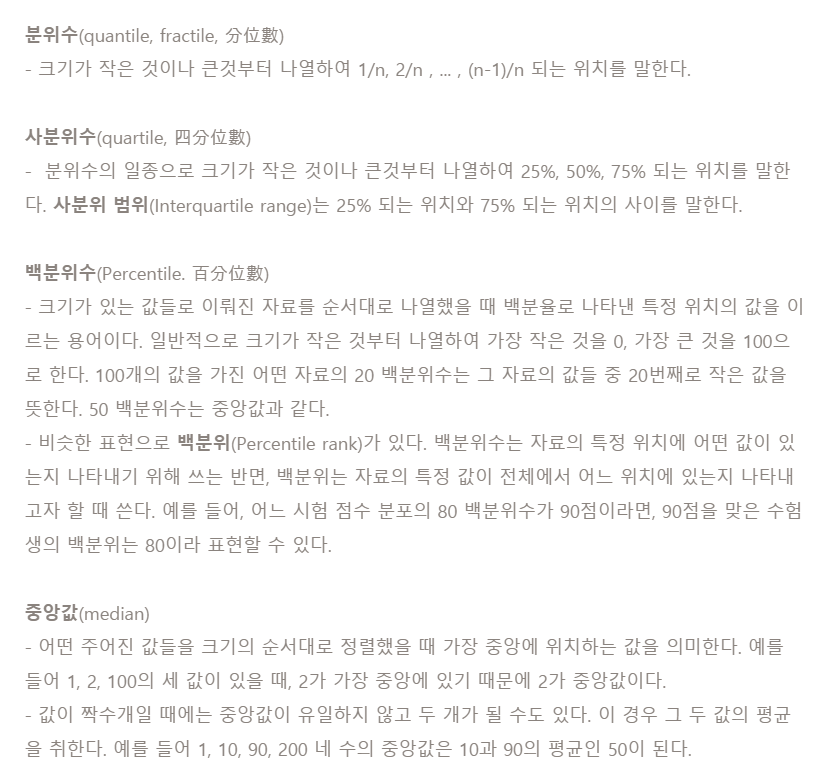 분위수(quantile, fractile, 分位數)
- 크기가 작은 것이나 큰것부터 나열하여 1/n, 2/n , ... , (n-1)/n 되는 위치를 말한다.
사분위수(quartile, 四分位數)
-  분위수의 일종으로 크기가 작은 것이나 큰것부터 나열하여 25%, 50%, 75% 되는 위치를 말한
다. 사분위 범위(Interquartile range)는 25% 되는 위치와 75% 되는 위치의 사이를 말한다.
백분위수(Percentile. 百分位數)
- 크기가 있는 값들로 이뤄진 자료를 순서대로 나열했을 때 백분율로 나타낸 특정 위치의 값을 이
르는 용어이다. 일반적으로 크기가 작은 것부터 나열하여 가장 작은 것을 0, 가장 큰 것을 100으
로 한다. 100개의 값을 가진 어떤 자료의 20 백분위수는 그 자료의 값들 중 20번째로 작은 값을
뜻한다. 50 백분위수는 중앙값과 같다.
- 비슷한 표현으로 백분위(Percentile rank)가 있다. 백분위수는 자료의 특정 위치에 어떤 값이 있
는지 나타내기 위해 쓰는 반면, 백분위는 자료의 특정 값이 전체에서 어느 위치에 있는지 나타내
고자 할 때 쓴다. 예를 들어, 어느 시험 점수 분포의 80 백분위수가 90점이라면, 90점을 맞은 수험
생의 백분위는 80이라 표현할 수 있다.
중앙값(median)
- 어떤 주어진 값들을 크기의 순서대로 정렬했을 때 가장 중앙에 위치하는 값을 의미한다. 예를
들어 1, 2, 100의 세 값이 있을 때, 2가 가장 중앙에 있기 때문에 2가 중앙값이다.
- 값이 짝수개일 때에는 중앙값이 유일하지 않고 두 개가 될 수도 있다. 이 경우 그 두 값의 평균
을 취한다. 예를 들어 1, 10, 90, 200 네 수의 중앙값은 10과 90의 평균인 50이 된다.